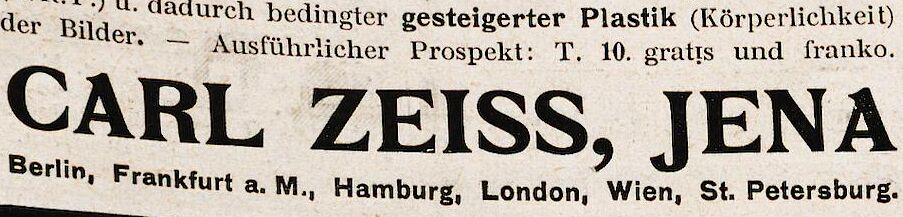 u. dadurch bedingter gesteigerter Plastik (Körperlichkeit)
der Bilder. — Ausführlicher Prospekt: T. 10. gratis und franko.
CARL ZEISS, JENA
Berlin, Frankfurt a. M., Hamburg, London, Wien, St. Petersburg.